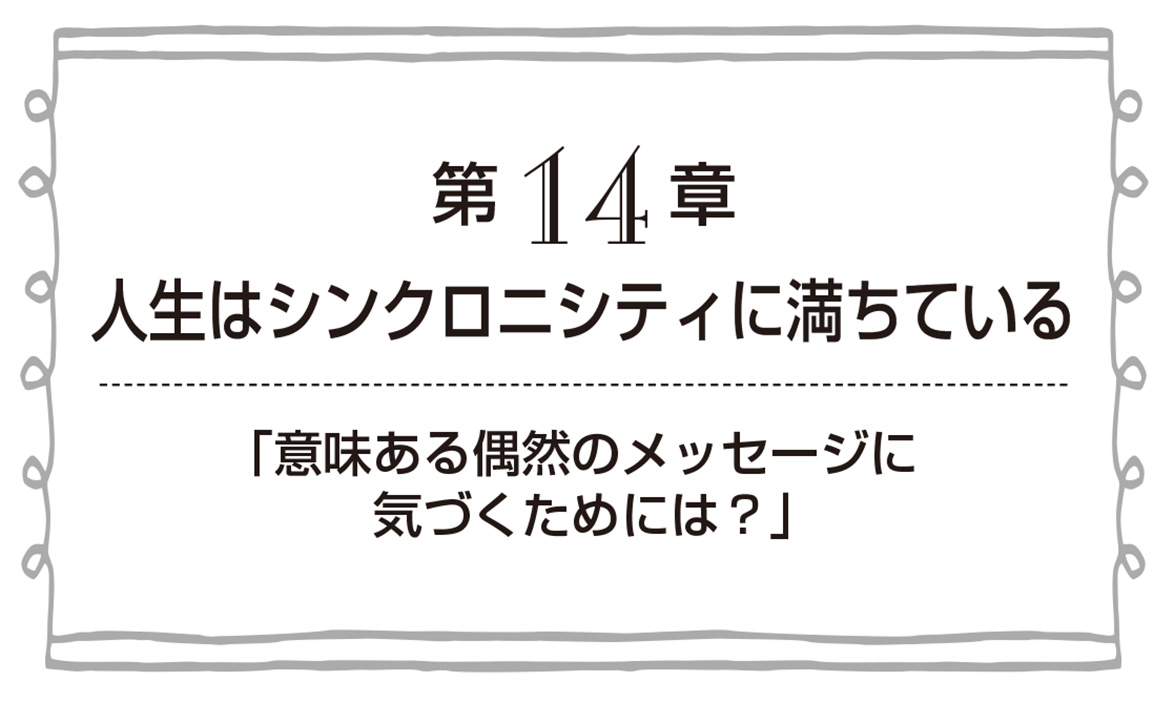 第14章
人生はシンクロニシティに満ちている
「意味ある偶然のメッセージに
気づくためには？」